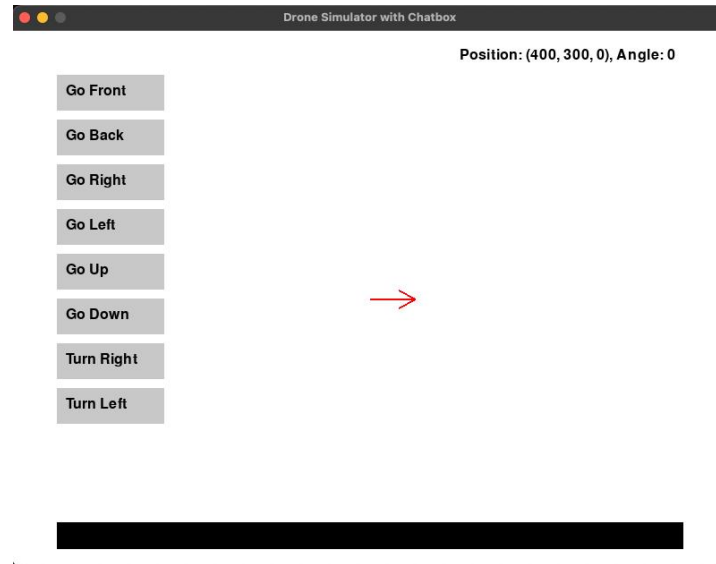 Drone Simulator with Chatbox
Position: (400, 300, 0), Angle: 0
Go Front
Go Back
Go Right
Go Left
Go Up
Go Down
Turn Right
Turn Left